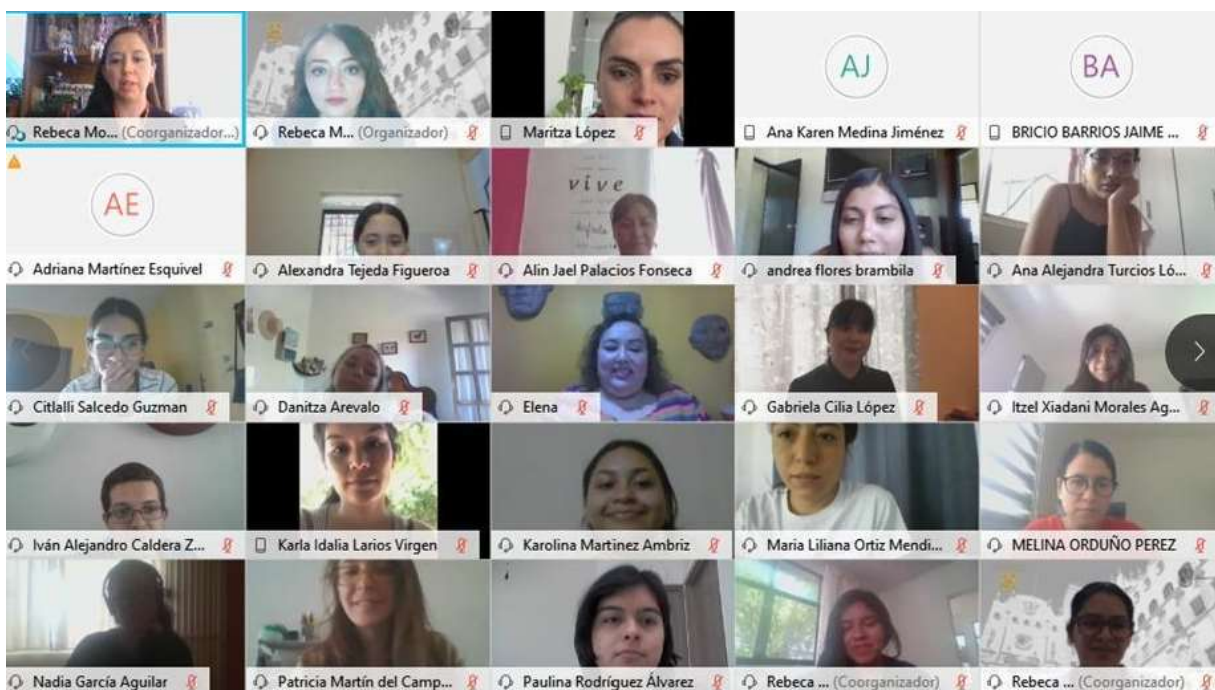 Rebeca Mo... (Coorganizador...)
Rebeca M... (Organizador)
Maritza López
AJ
Ana Karen Medina Jiménez
BA
BRICIO BARRIOS JAIME ...
AE
Adriana Martínez Esquivel
Alexandra Tejeda Figueroa
vive
Alin Jael Palacios Fonseca
andrea flores brambila
Ana Alejandra Turcios Ló...
Citlalli Salcedo Guzman
Danitza Arevalo
Elena
Gabriela Cilia López
Itzel Xiadani Morales Ag...
Iván Alejandro Caldera Z...
Karla Idalia Larios Virgen
Karolina Martinez Ambriz
Maria Liliana Ortiz Mendi...
MELINA ORDUÑO PEREZ
Nadia García Aguilar
Patricia Martín del Camp...
Paulina Rodríguez Álvarez
Rebeca ... (Coorganizador)
Rebeca ... (Coorganizador)